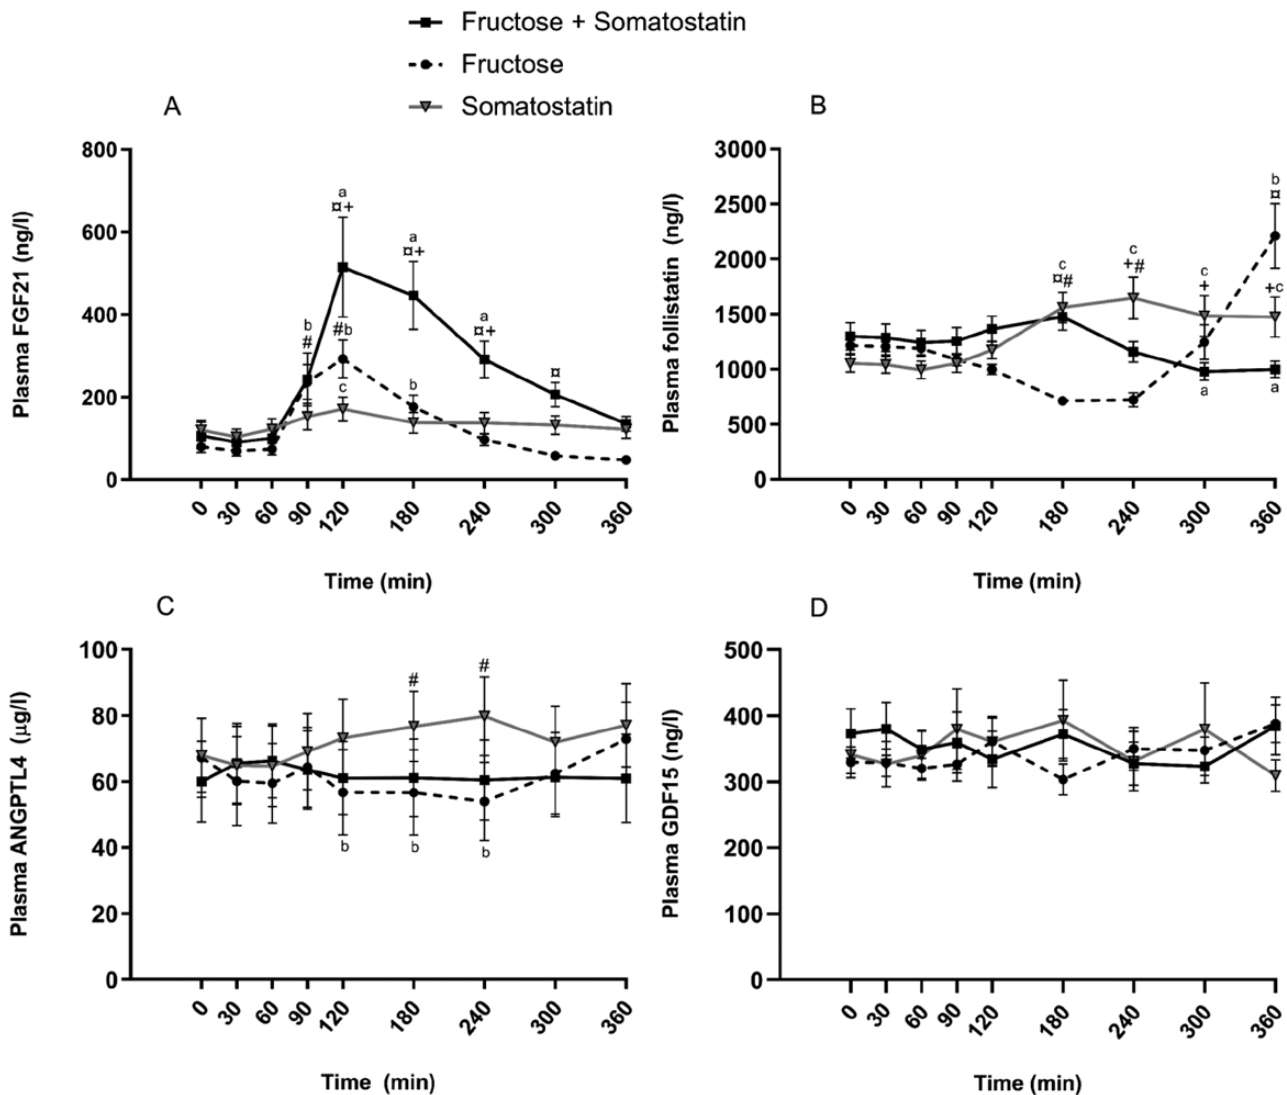 Fructose + Somatostatin
Fructose
Somatostatin
A
Plasma FGF21 (ng/l)
800
600
400
200
0
a
¤+
a
¤+
a
¤+
¤
b
#
#b
c
b
0 30 60 90 120 180 240 300 360
Time (min)
B
Plasma follistatin (ng/l)
3000
2500
2000
1500
1000
500
0
c
¤#
c
+#
c
+
b
¤
+c
a
a
0 30 60 90 120 180 240 300 360
Time (min)
C
Plasma ANGPTL4 (µg/l)
100
80
60
40
20
0
#
#
b
b
b
0 30 60 90 120 180 240 300 360
Time (min)
D
Plasma GDF15 (ng/l)
500
400
300
200
100
0
0 30 60 90 120 180 240 300 360
Time (min)